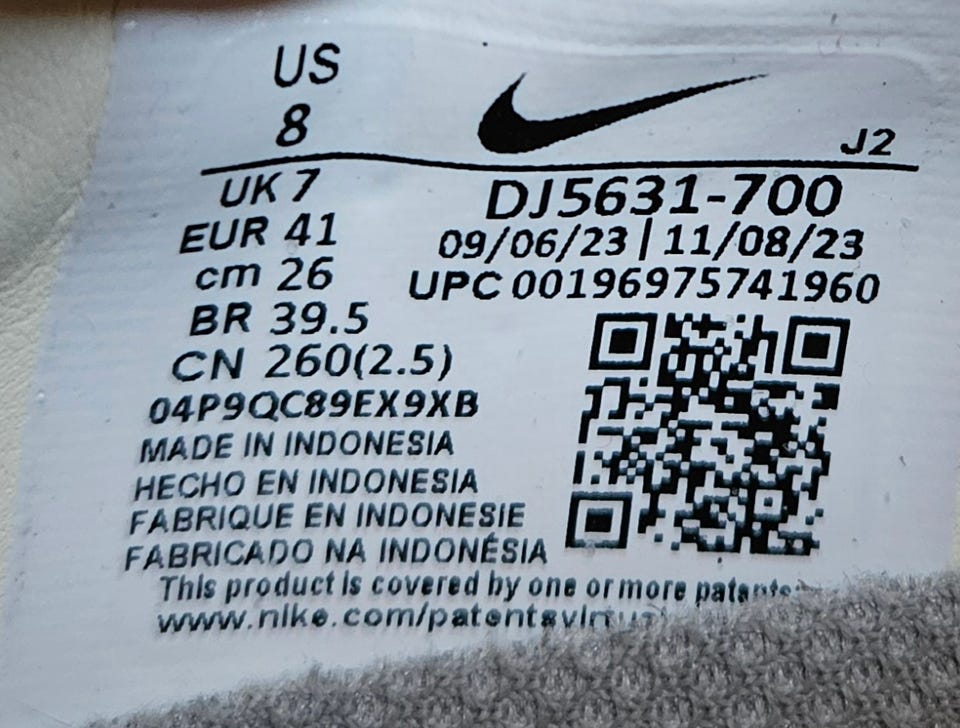 US
8
J2
UK 7
DJ5631-700
EUR 41
09/06/23 | 11/08/23
cm 26
UPC 00196975741960
BR 39.5
CN 260(2.5)
04P9QC89EX9XB
MADE IN INDONESIA
HECHO EN INDONESIA
FABRIQUE EN INDONESIE
FABRICADO NA INDONÉSIA
This product is covered by one or more patents
www.nike.com/patents